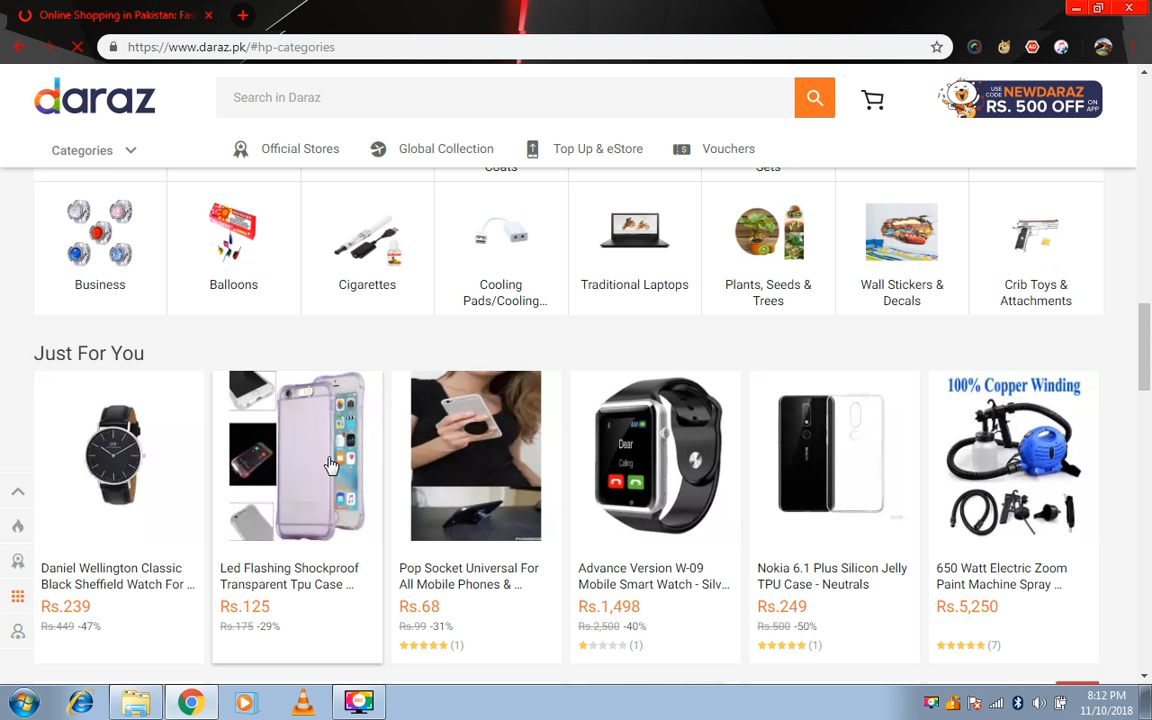 Online Shopping in Pakistan: Fas
https://www.daraz.pk/#hp-categories
daraz
Search in Daraz
USE CODE NEWDARAZ
RS. 500 OFF ON APP
Categories
Official Stores
Global Collection
Top Up & eStore
Vouchers
Coats
Sets
Business
Balloons
Cigarettes
Cooling
Pads/Cooling...
Traditional Laptops
Plants, Seeds &
Trees
Wall Stickers &
Decals
Crib Toys &
Attachments
Just For You
100% Copper Winding
Dear
Calling
NOKIA
Daniel Wellington Classic
Black Sheffield Watch For ...
Rs.239
Rs.449 -47%
Led Flashing Shockproof
Transparent Tpu Case ...
Rs.125
Rs.175 -29%
Pop Socket Universal For
All Mobile Phones & ...
Rs.68
Rs.99 -31%
(1)
Advance Version W-09
Mobile Smart Watch - Silv...
Rs.1,498
Rs.2,500 -40%
(1)
Nokia 6.1 Plus Silicon Jelly
TPU Case - Neutrals
Rs.249
Rs.500 -50%
(1)
650 Watt Electric Zoom
Paint Machine Spray ...
Rs.5,250
(7)
REC
8:12 PM
11/10/2018